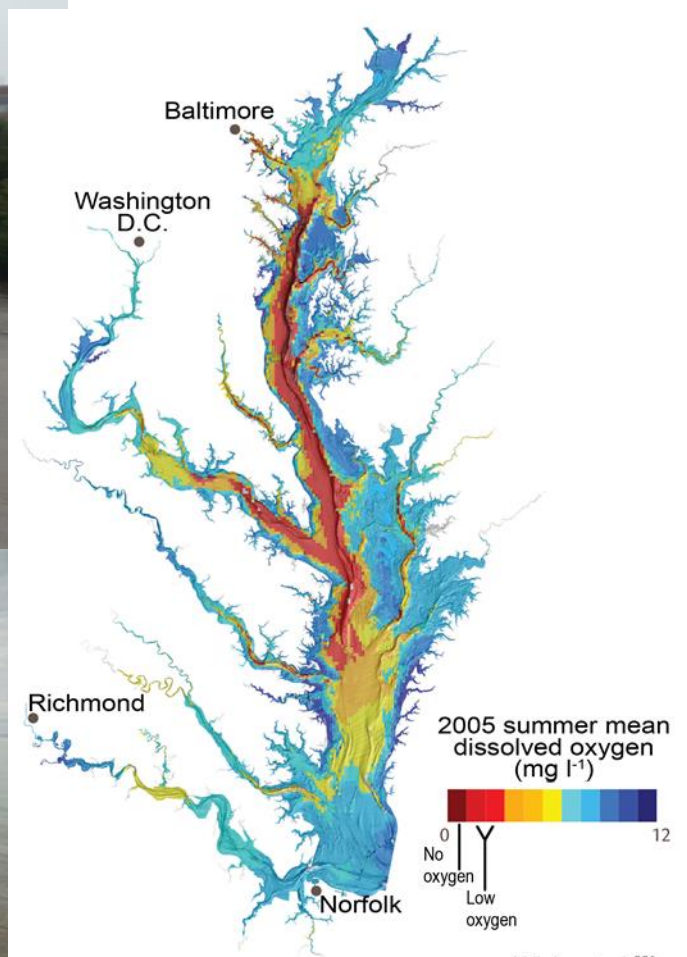 Baltimore
Washington
D.C.
Richmond
2005 summer mean
dissolved oxygen
(mg l-1)
0
12
No
oxygen
Low
oxygen
Norfolk